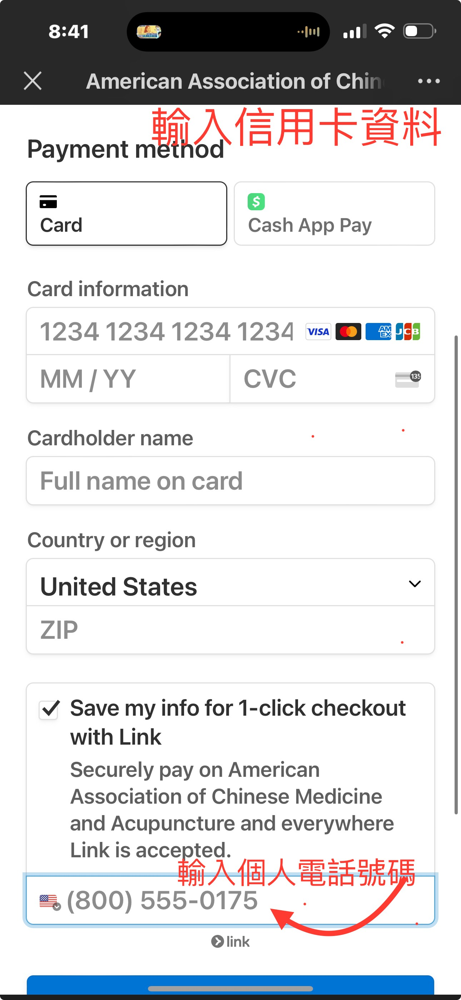 8:41
American Association of Chin
輸入信用卡資料
Payment method
Card
Cash App Pay
Card information
1234 1234 1234 1234
VISA
AM EX
JCB
MM / YY
CVC
135
Cardholder name
Full name on card
Country or region
United States
ZIP
Save my info for 1-click checkout
with Link
Securely pay on American
Association of Chinese Medicine
and Acupuncture and everywhere
Link is accepted.
輸入個人電話號碼
(800) 555-0175
link